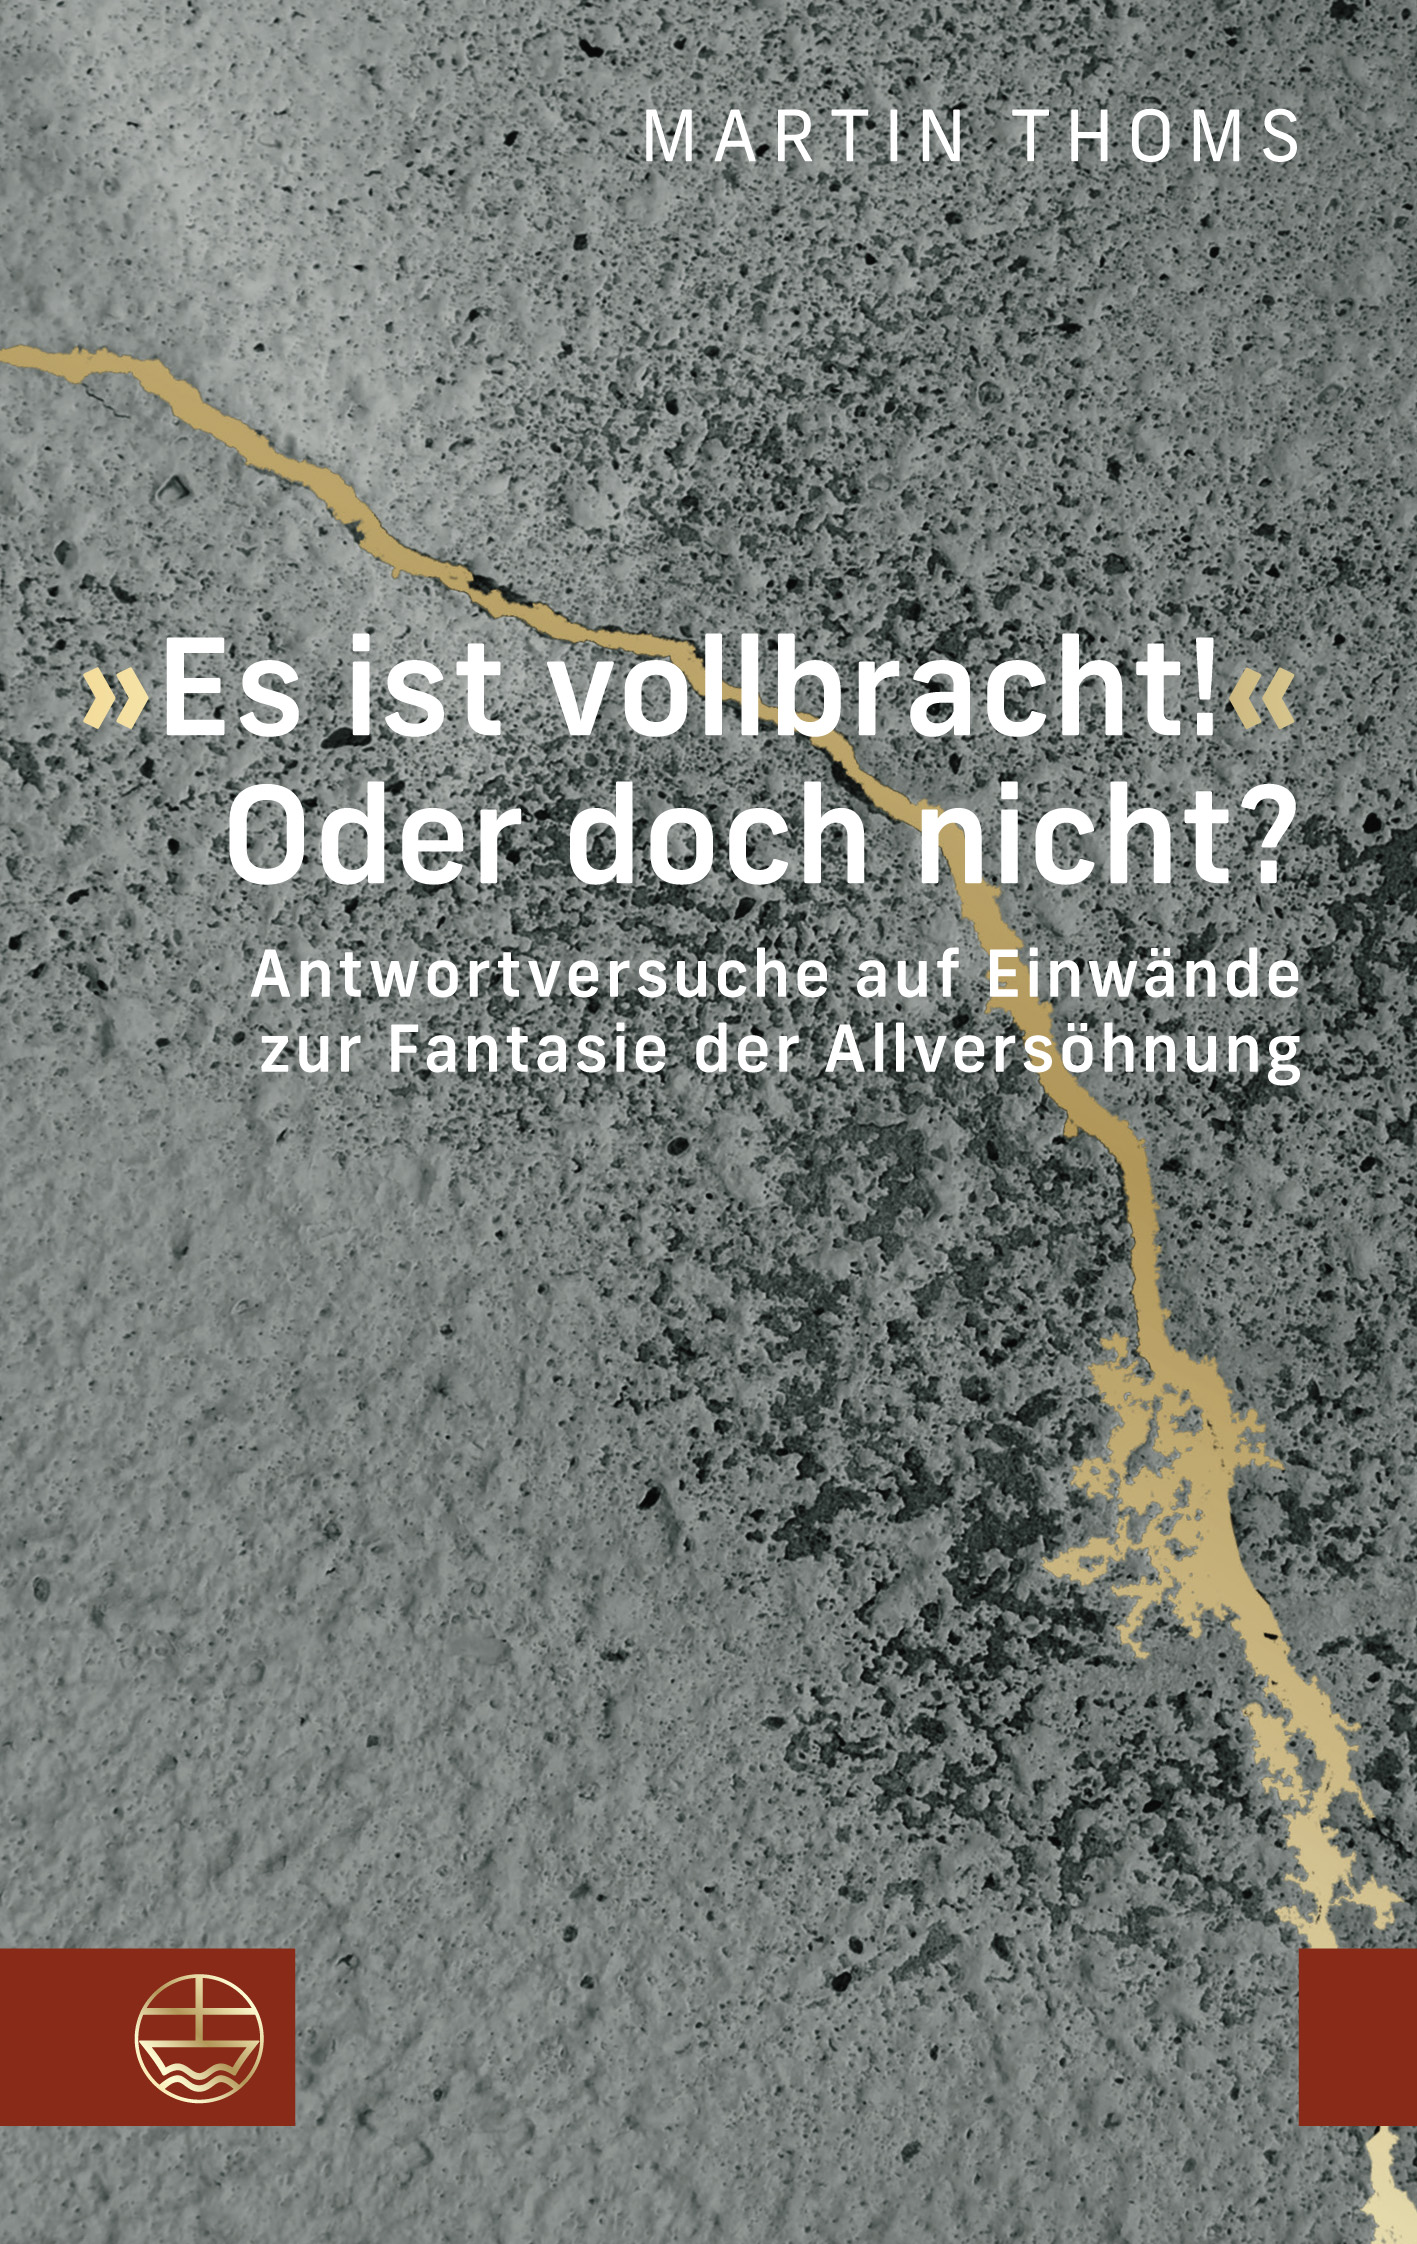 MARTIN THOMS
»Es ist vollbracht!«
Oder doch nicht?
Antwortversuche auf Einwände
zur Fantasie der Allversöhnung